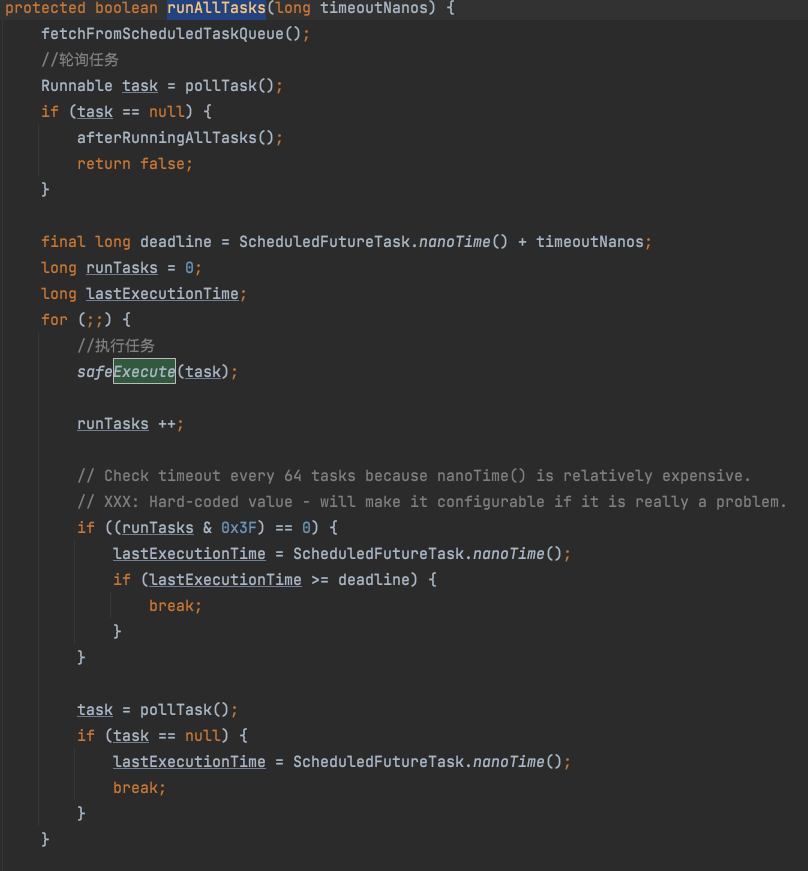 protected boolean runAllTasks(long timeoutNanos) {
    fetchFromScheduledTaskQueue();
    //轮询任务
    Runnable task = pollTask();
    if (task == null) {
        afterRunningAllTasks();
        return false;
    }
    final long deadline = ScheduledFutureTask.nanoTime() + timeoutNanos;
    long runTasks = 0;
    long lastExecutionTime;
    for (;;) {
        //执行任务
        safeExecute(task);
        runTasks ++;
        // Check timeout every 64 tasks because nanoTime() is relatively expensive.
        // XXX: Hard-coded value - will make it configurable if it is really a problem.
        if ((runTasks & 0x3F) == 0) {
            lastExecutionTime = ScheduledFutureTask.nanoTime();
            if (lastExecutionTime >= deadline) {
                break;
            }
        }
        task = pollTask();
        if (task == null) {
            lastExecutionTime = ScheduledFutureTask.nanoTime();
            break;
        }
    }